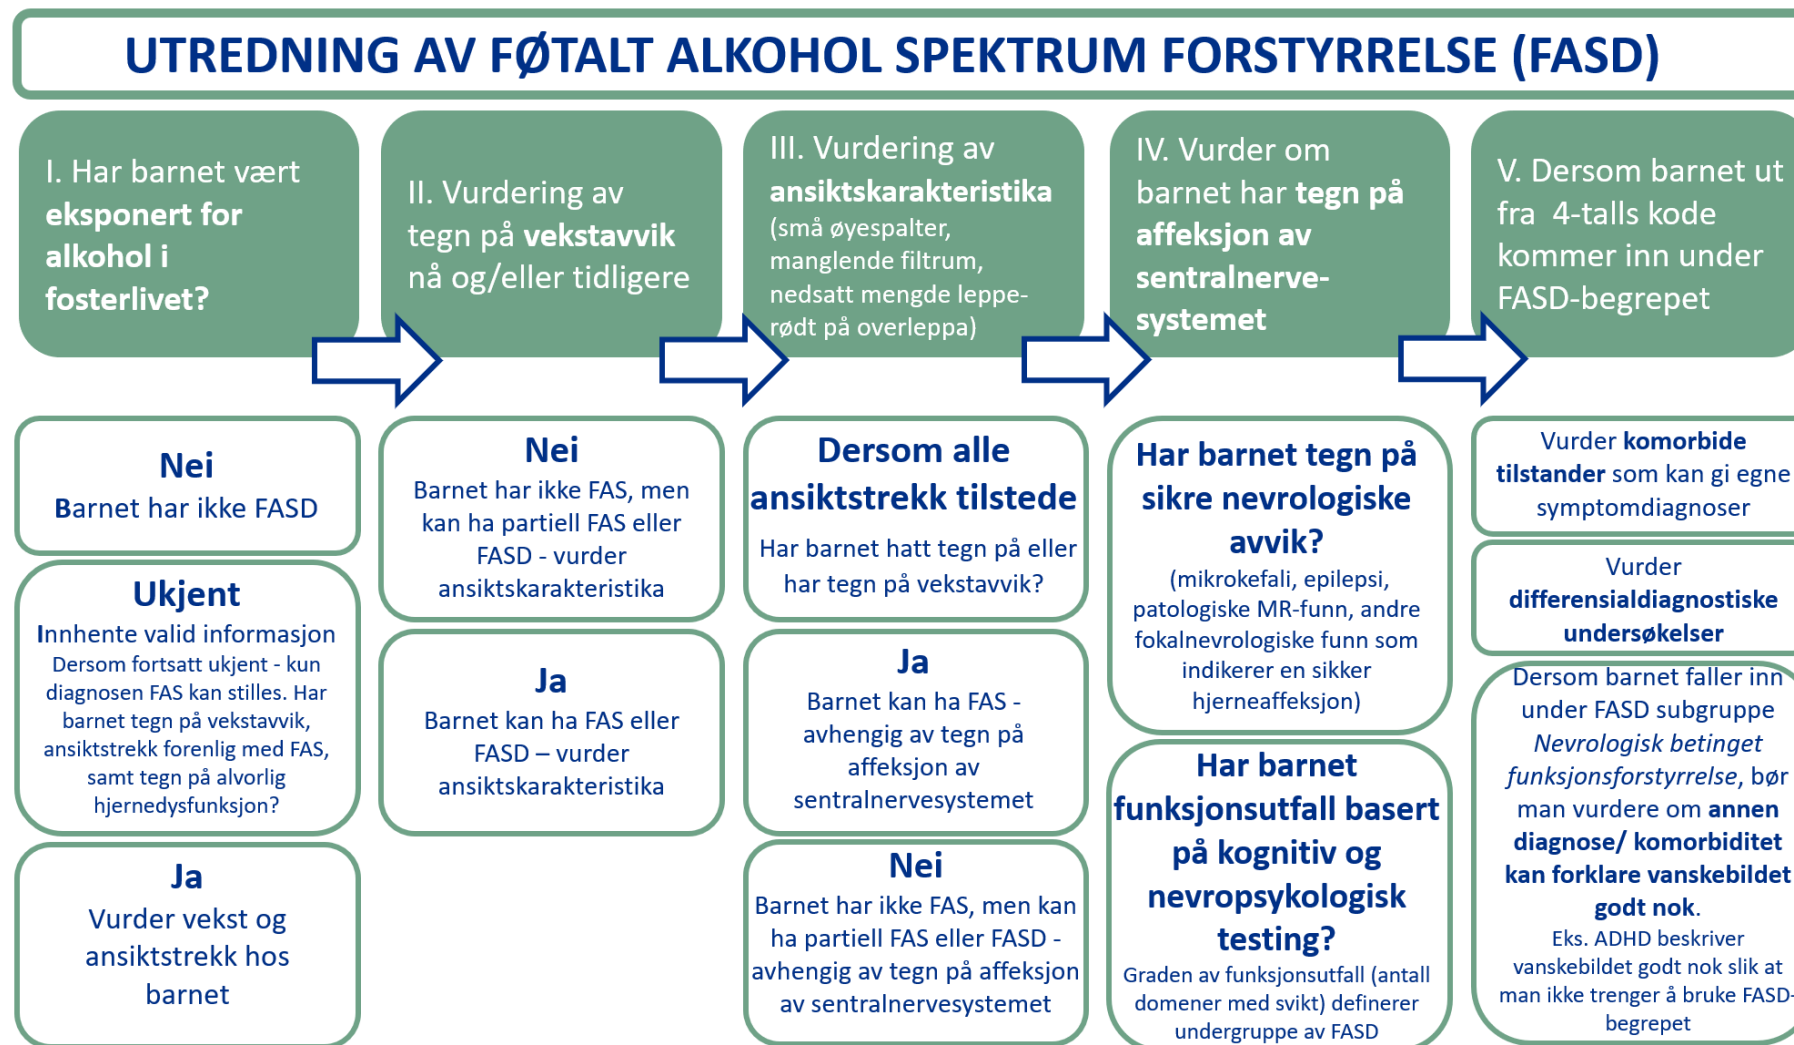 UTREDNING AV FØTALT ALKOHOL SPEKTRUM FORSTYRRELSE (FASD)
I. Har barnet vært
eksponert for
alkohol i
fosterlivet?
II. Vurdering av
tegn på vekstavvik
nå og/eller tidligere
III. Vurdering av
ansiktskarakteristika
(små øyespalter,
manglende filtrum,
nedsatt mengde leppe-
rødt på overleppa)
IV. Vurder om
barnet har tegn på
affeksjon av
sentralnerve-
systemet
V. Dersom barnet ut
fra 4-talls kode
kommer inn under
FASD-begrepet
Nei
Barnet har ikke FASD
Ukjent
Innhente valid informasjon
Dersom fortsatt ukjent - kun
diagnosen FAS kan stilles. Har
barnet tegn på vekstavvik,
ansiktstrekk forenlig med FAS,
samt tegn på alvorlig
hjernedysfunksjon?
Ja
Vurder vekst og
ansiktstrekk hos
barnet
Nei
Barnet har ikke FAS, men
kan ha partiell FAS eller
FASD - vurder
ansiktskarakteristika
Ja
Barnet kan ha FAS eller
FASD – vurder
ansiktskarakteristika
Dersom alle
ansiktstrekk tilstede
Har barnet hatt tegn på eller
har tegn på vekstavvik?
Ja
Barnet kan ha FAS -
avhengig av tegn på
affeksjon av
sentralnervesystemet
Nei
Barnet har ikke FAS, men kan
ha partiell FAS eller FASD -
avhengig av tegn på affeksjon
av sentralnervesystemet
Har barnet tegn på
sikre nevrologiske
avvik?
(mikrokefali, epilepsi,
patologiske MR-funn, andre
fokalnevrologiske funn som
indikerer en sikker
hjerneaffeksjon)
Har barnet
funksjonsutfall basert
på kognitiv og
nevropsykologisk
testing?
Graden av funksjonsutfall (antall
domener med svikt) definerer
undergruppe av FASD
Vurder komorbide
tilstander som kan gi egne
symptomdiagnoser
Vurder
differensialdiagnostiske
undersøkelser
Dersom barnet faller inn
under FASD subgruppe
Nevrologisk betinget
funksjonsforstyrrelse, bør
man vurdere om annen
diagnose/ komorbiditet
kan forklare vanskebildet
godt nok.
Eks. ADHD beskriver
vanskebildet godt nok slik at
man ikke trenger å bruke FASD-
begrepet